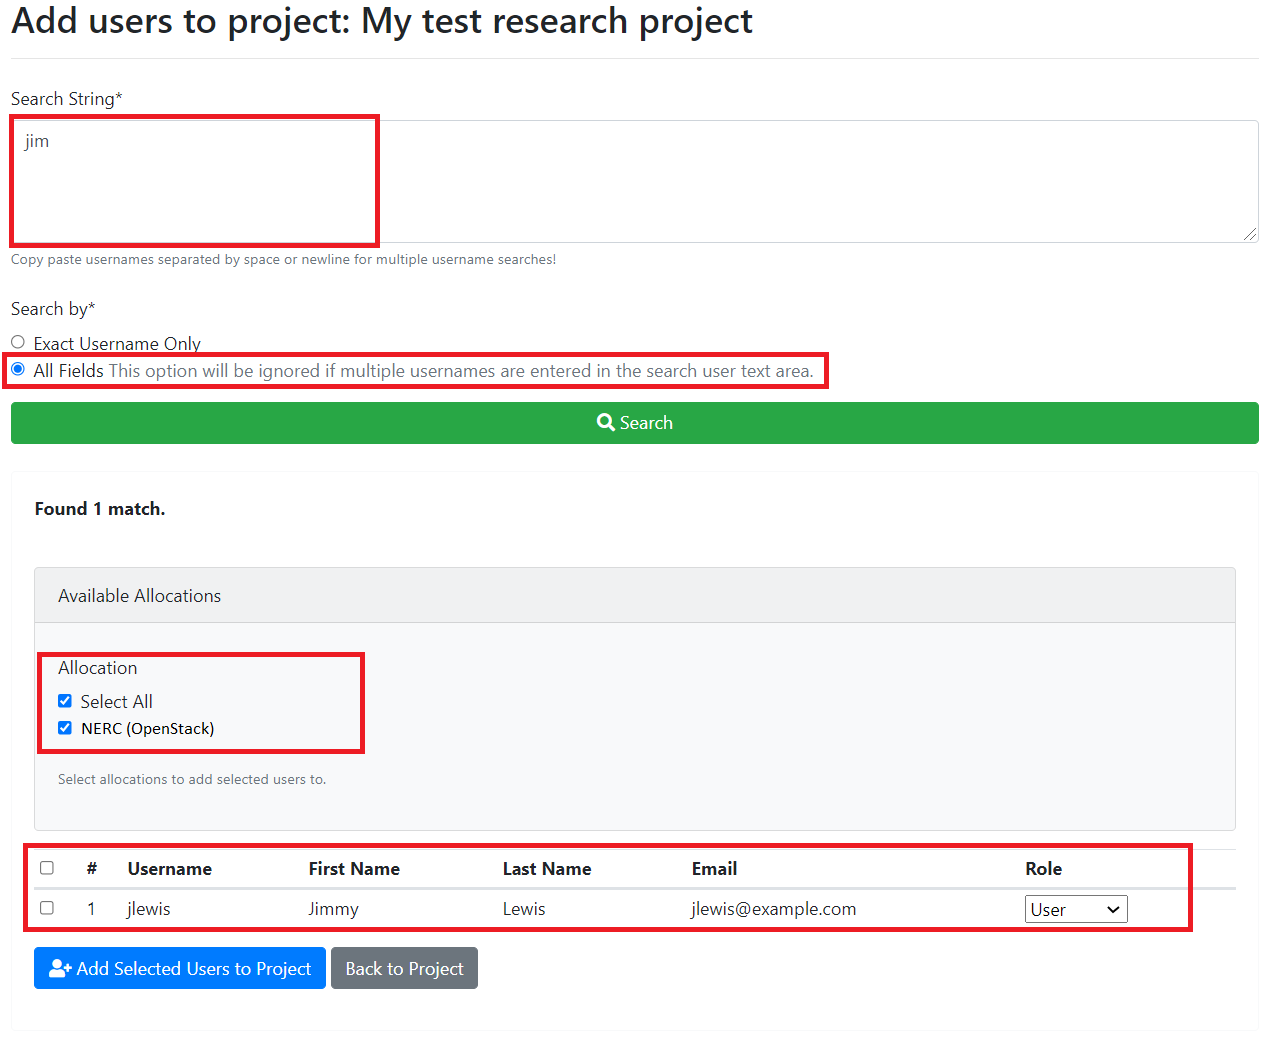 Add users to project: My test research project
Search String*
jim
Copy paste usernames separated by space or newline for multiple username searches!
Search by*
Exact Username Only
All Fields This option will be ignored if multiple usernames are entered in the search user text area.
Search
Found 1 match.
Available Allocations
Allocation
Select All
NERC (OpenStack)
Select allocations to add selected users to.
# Username First Name Last Name Email Role
1 jlewis Jimmy Lewis jlewis@example.com User
Add Selected Users to Project Back to Project